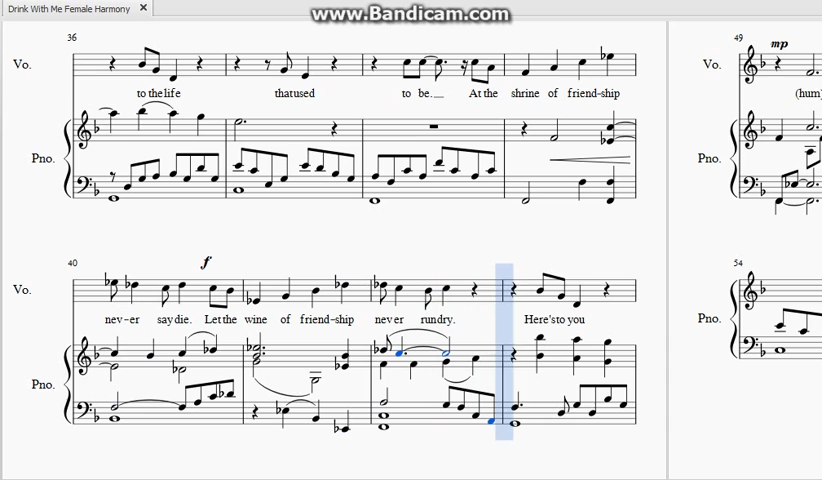 Drink With Me Female Harmony
www.Bandicam.com
36
Vo.
to the life that used to be.__ At the shrine of friend-ship
Pno.
49
mp
Vo.
(hum)
Pno.
40
f
Vo.
nev-er say die. Let the wine of friend-ship never run dry. Here's to you
Pno.
54
Pno.